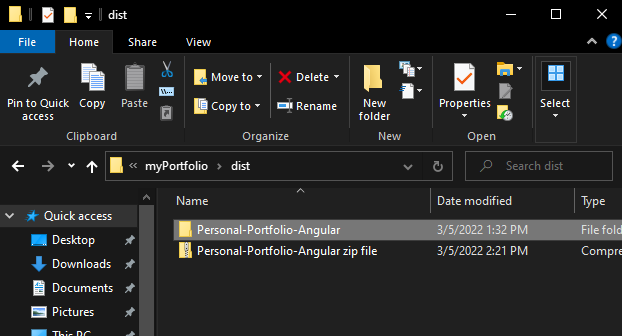 dist
File Home Share View
Pin to Quick access
Copy
Paste
Move to
Copy to
Delete
Rename
New folder
Properties
Select
Clipboard Organize New Open
myPortfolio dist
Search dist
Name Date modified Type
Quick access
Personal-Portfolio-Angular 3/5/2022 1:32 PM File fold
Personal-Portfolio-Angular zip file 3/5/2022 2:21 PM Compre
Desktop
Downloads
Documents
Pictures
This PC